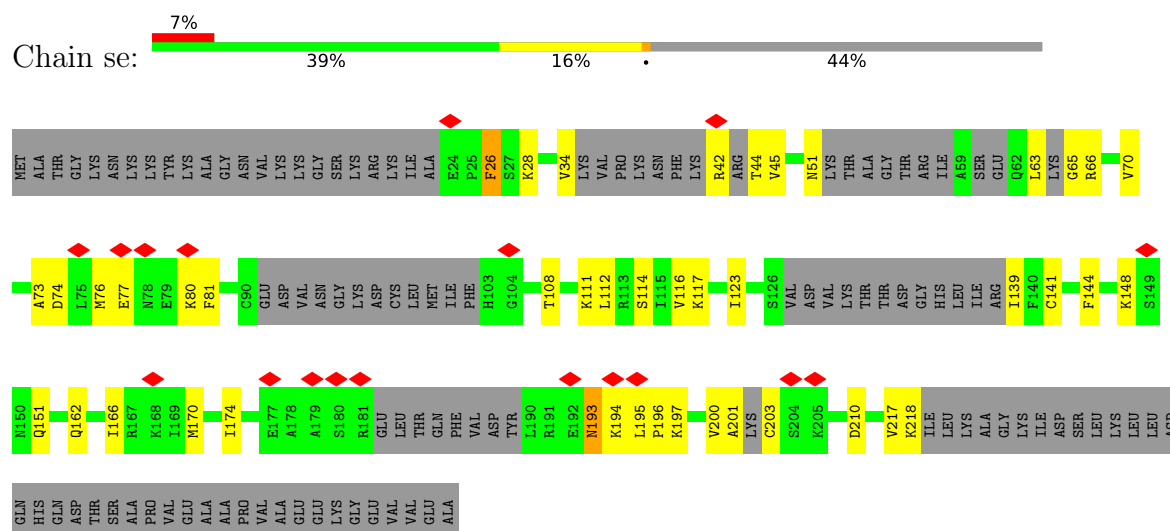 7%
Chain se:
39% 16% • 44%
MET ALA THR GLY LYS ASN LYS LYS TYR LYS ALA GLY ASN VAL LYS LYS GLY SER LYS ARG LYS ILE ALA E24 P25 F26 S27 K28 V34 LYS VAL PRO LYS ASN PHE LYS R42 ARG T44 V45 N51 LYS THR ALA GLY THR ARG ILE A59 SER GLU Q62 L63 LYS G65 R66 V70
A73 D74 L75 M76 E77 N78 E79 K80 F81 C90 GLU ASP VAL ASN GLY LYS ASP CYS LEU MET ILE PHE H103 G104 T108 K111 L112 R113 S114 I115 V116 K117 I123 S126 VAL ASP VAL LYS THR THR ASP GLY HIS LEU ILE ARG I139 F140 C141 F144 K148 S149
N150 Q151 Q162 I166 R167 K168 I169 M170 I174 E177 A178 A179 S180 R181 GLU LEU THR GLN PHE VAL ASP TYR L190 R191 E192 N193 K194 L195 P196 K197 V200 A201 LYS C203 S204 K205 D210 V217 K218 ILE LEU LYS ALA GLY LYS ILE ASP SER LEU LYS LEU LEU ASP
GLN HIS GLN ASP THR SER ALA PRO VAL GLU ALA ALA PRO VAL ALA GLU GLU LYS GLY GLU VAL VAL GLU ALA